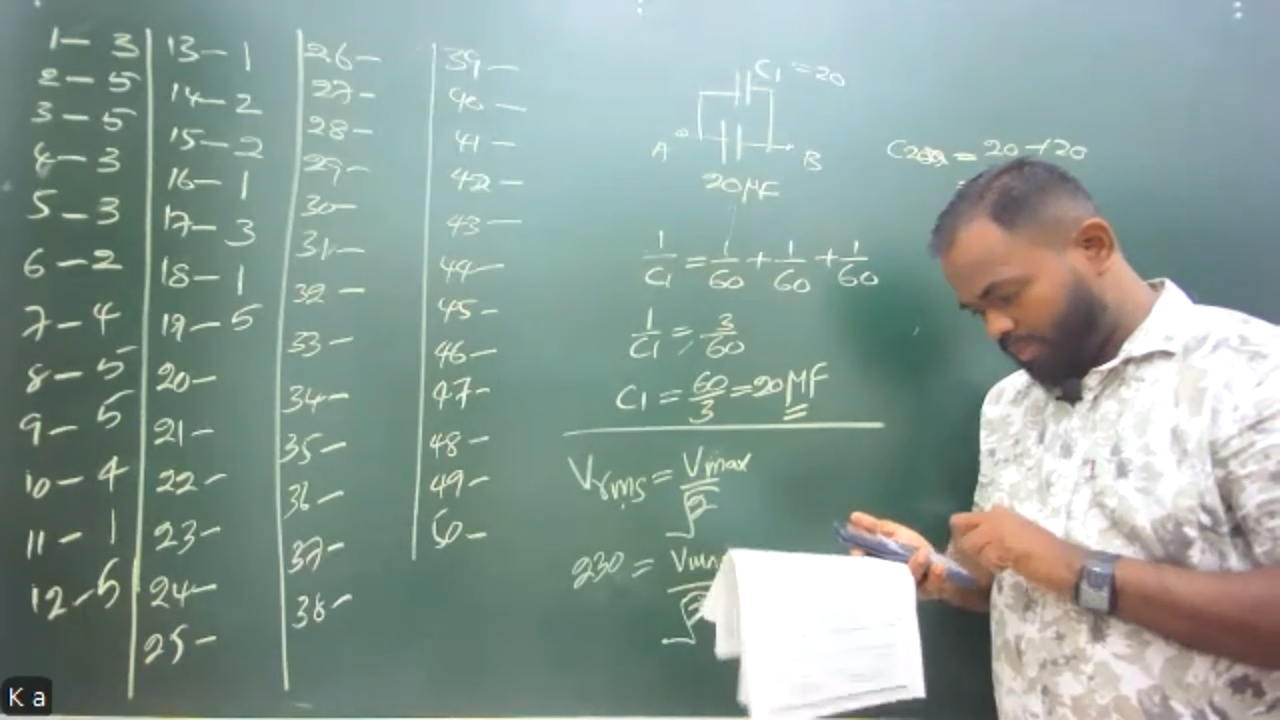 1 - 3
2 - 5
3 - 5
4 - 3
5 - 3
6 - 2
7 - 4
8 - 5
9 - 5
10 - 4
11 - 1
12 - 5
13 - 1
14 - 2
15 - 2
16 - 1
17 - 3
18 - 1
19 - 5
20 -
21 -
22 -
23 -
24 -
25 -
26 -
27 -
28 -
29 -
30 -
31 -
32 -
33 -
34 -
35 -
36 -
37 -
38 -
39 -
40 -
41 -
42 -
43 -
44 -
45 -
46 -
47 -
48 -
49 -
C1 = 20
A B
20 μF
1/C1 = 1/60 + 1/60 + 1/60
1/C1 = 3/60
C1 = 60/3 = 20 μF
Vrms = Vmax/√2
230 =
= 20 + 20
K a